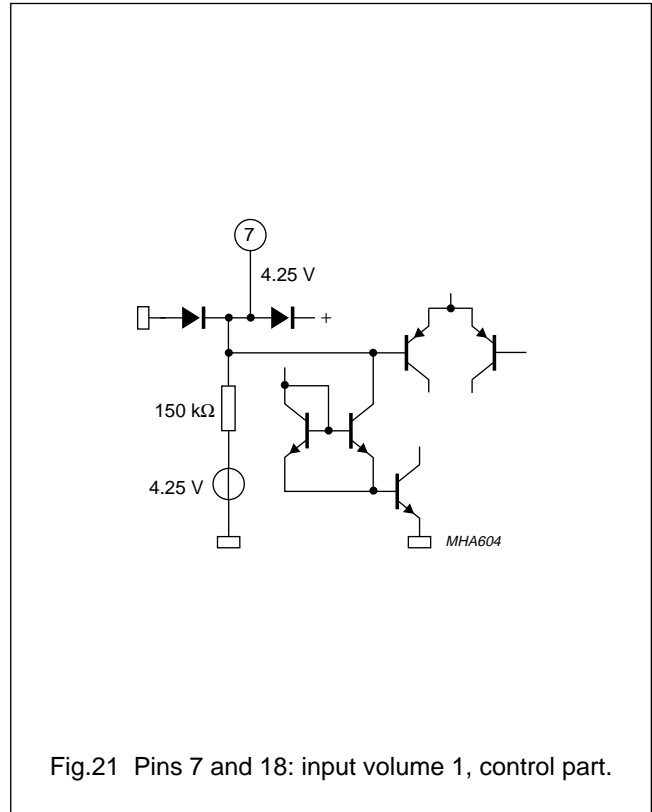 7
4.25 V
+
150 kΩ
4.25 V
MHA604
Fig.21 Pins 7 and 18: input volume 1, control part.